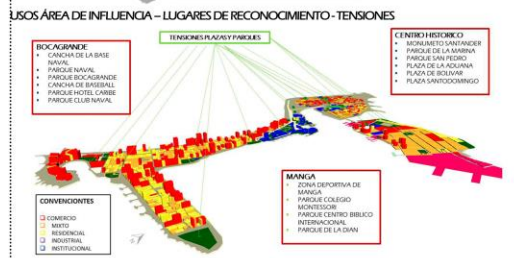 USOS ÁREA DE INFLUENCIA – LUGARES DE RECONOCIMIENTO - TENSIONES
TENSIONES PLAZAS Y PARQUES
BOCAGRANDE
CANCHA DE LA BASE
NAVAL
PARQUE NAVAL
PARQUE BOCAGRANDE
CANCHA DE BASEBALL
PARQUE HOTEL CARIBE
PARQUE CLUB NAVAL
CENTRO HISTORICO
MONUMETO SANTANDER
PARQUE DE LA MARINA
PARQUE SAN PEDRO
PLAZA DE LA ADUANA
PLAZA DE BOLIVAR
PLAZA SANTODOMINGO
MANGA
ZONA DEPORTIVA DE
MANGA
PARQUE COLEGIO
MONTESSORI
PARQUE CENTRO BIBLICO
INTERNACIONAL
PARQUE DE LA DIAN
CONVENCIENTES
COMERCIO
MIXTO
RESIDENCIAL
INDUSTRIAL
INSTITUCIONAL